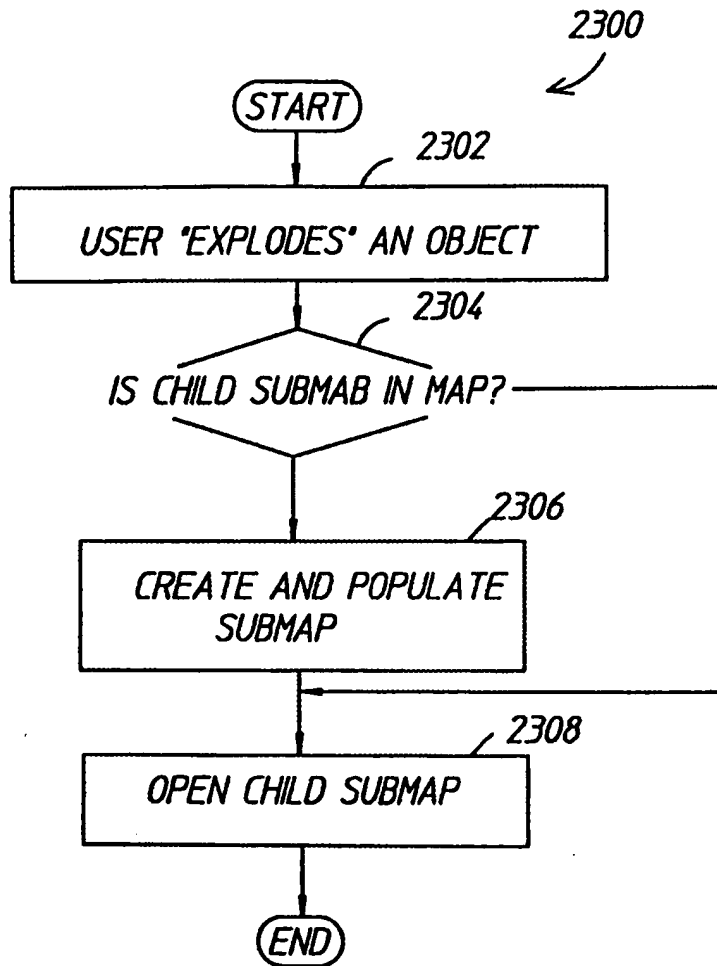 2300
START
2302
USER "EXPLODES" AN OBJECT
2304
IS CHILD SUBMAB IN MAP?
2306
CREATE AND POPULATE
SUBMAP
2308
OPEN CHILD SUBMAP
END